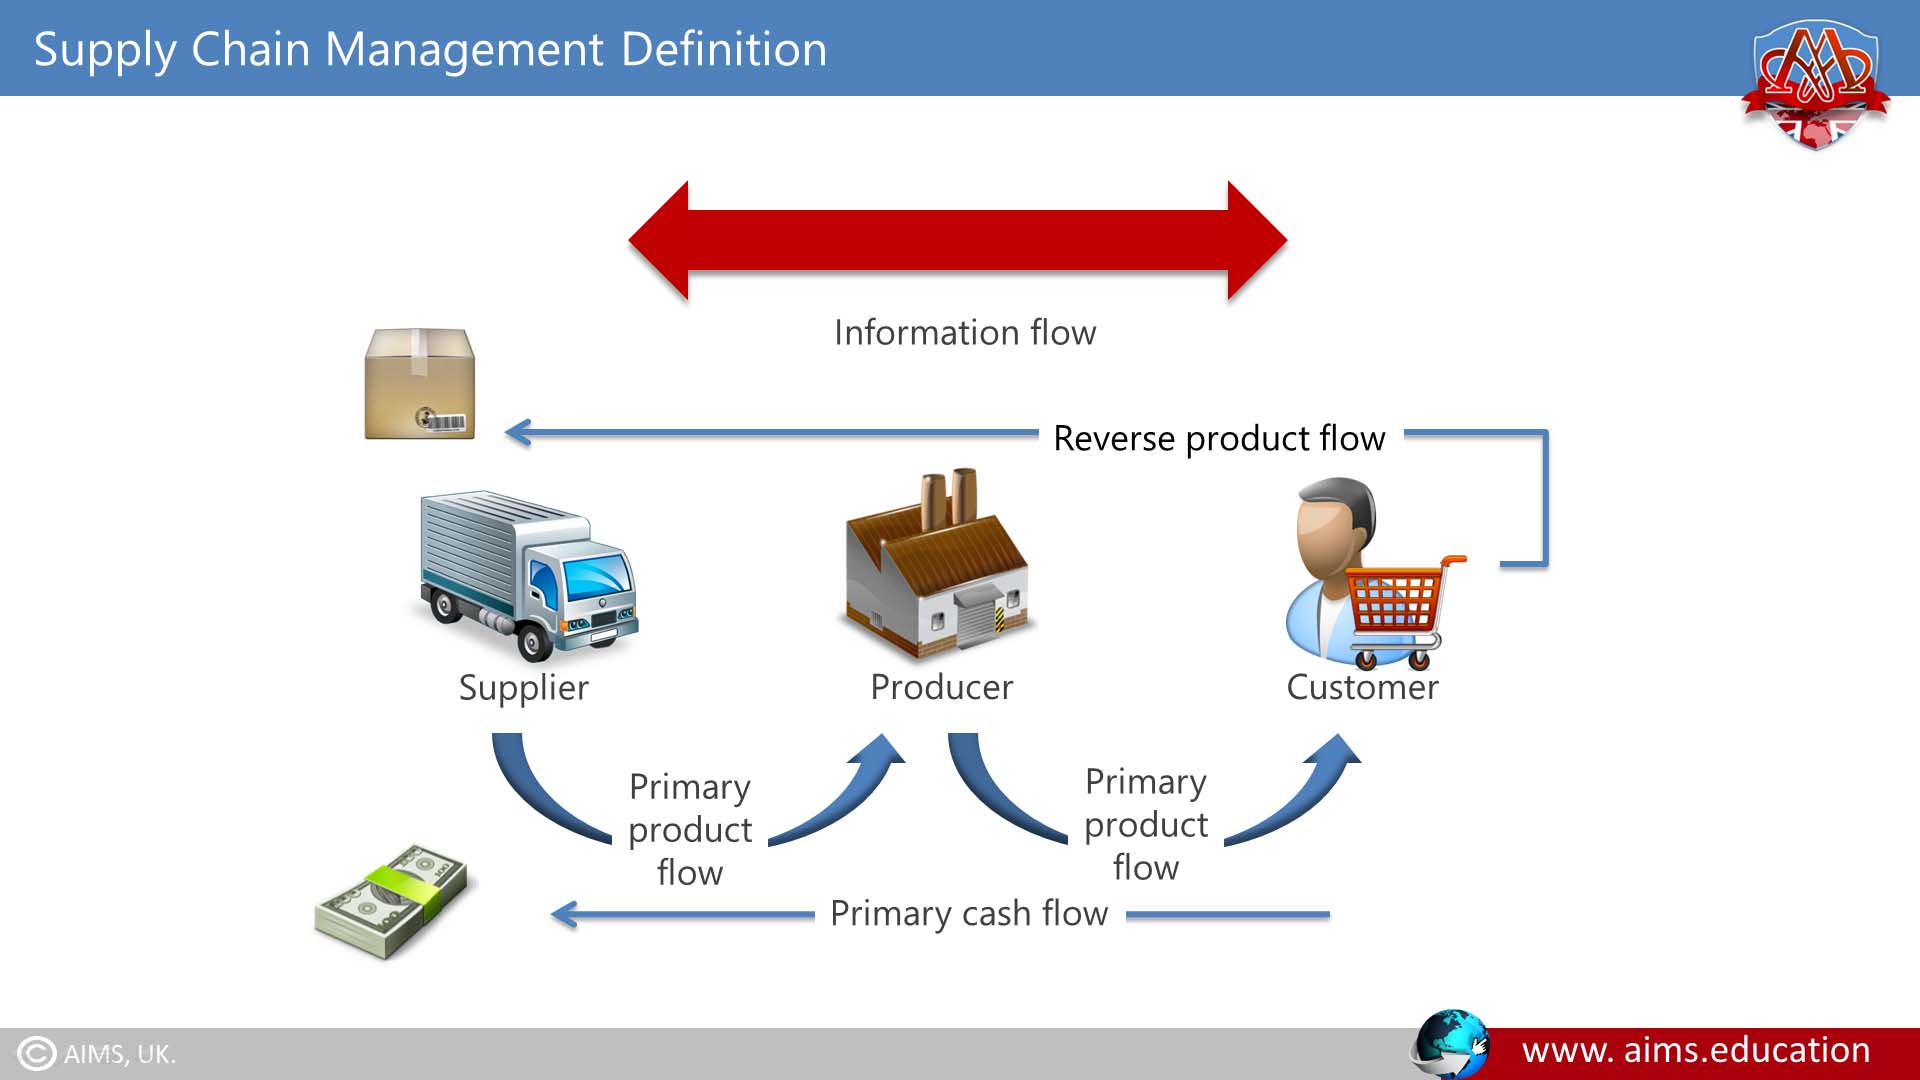 Supply Chain Management Definition
Information flow
Reverse product flow
Supplier
Producer
Customer
Primary
product
flow
Primary
product
flow
Primary cash flow
© AIMS, UK.
www. aims.education